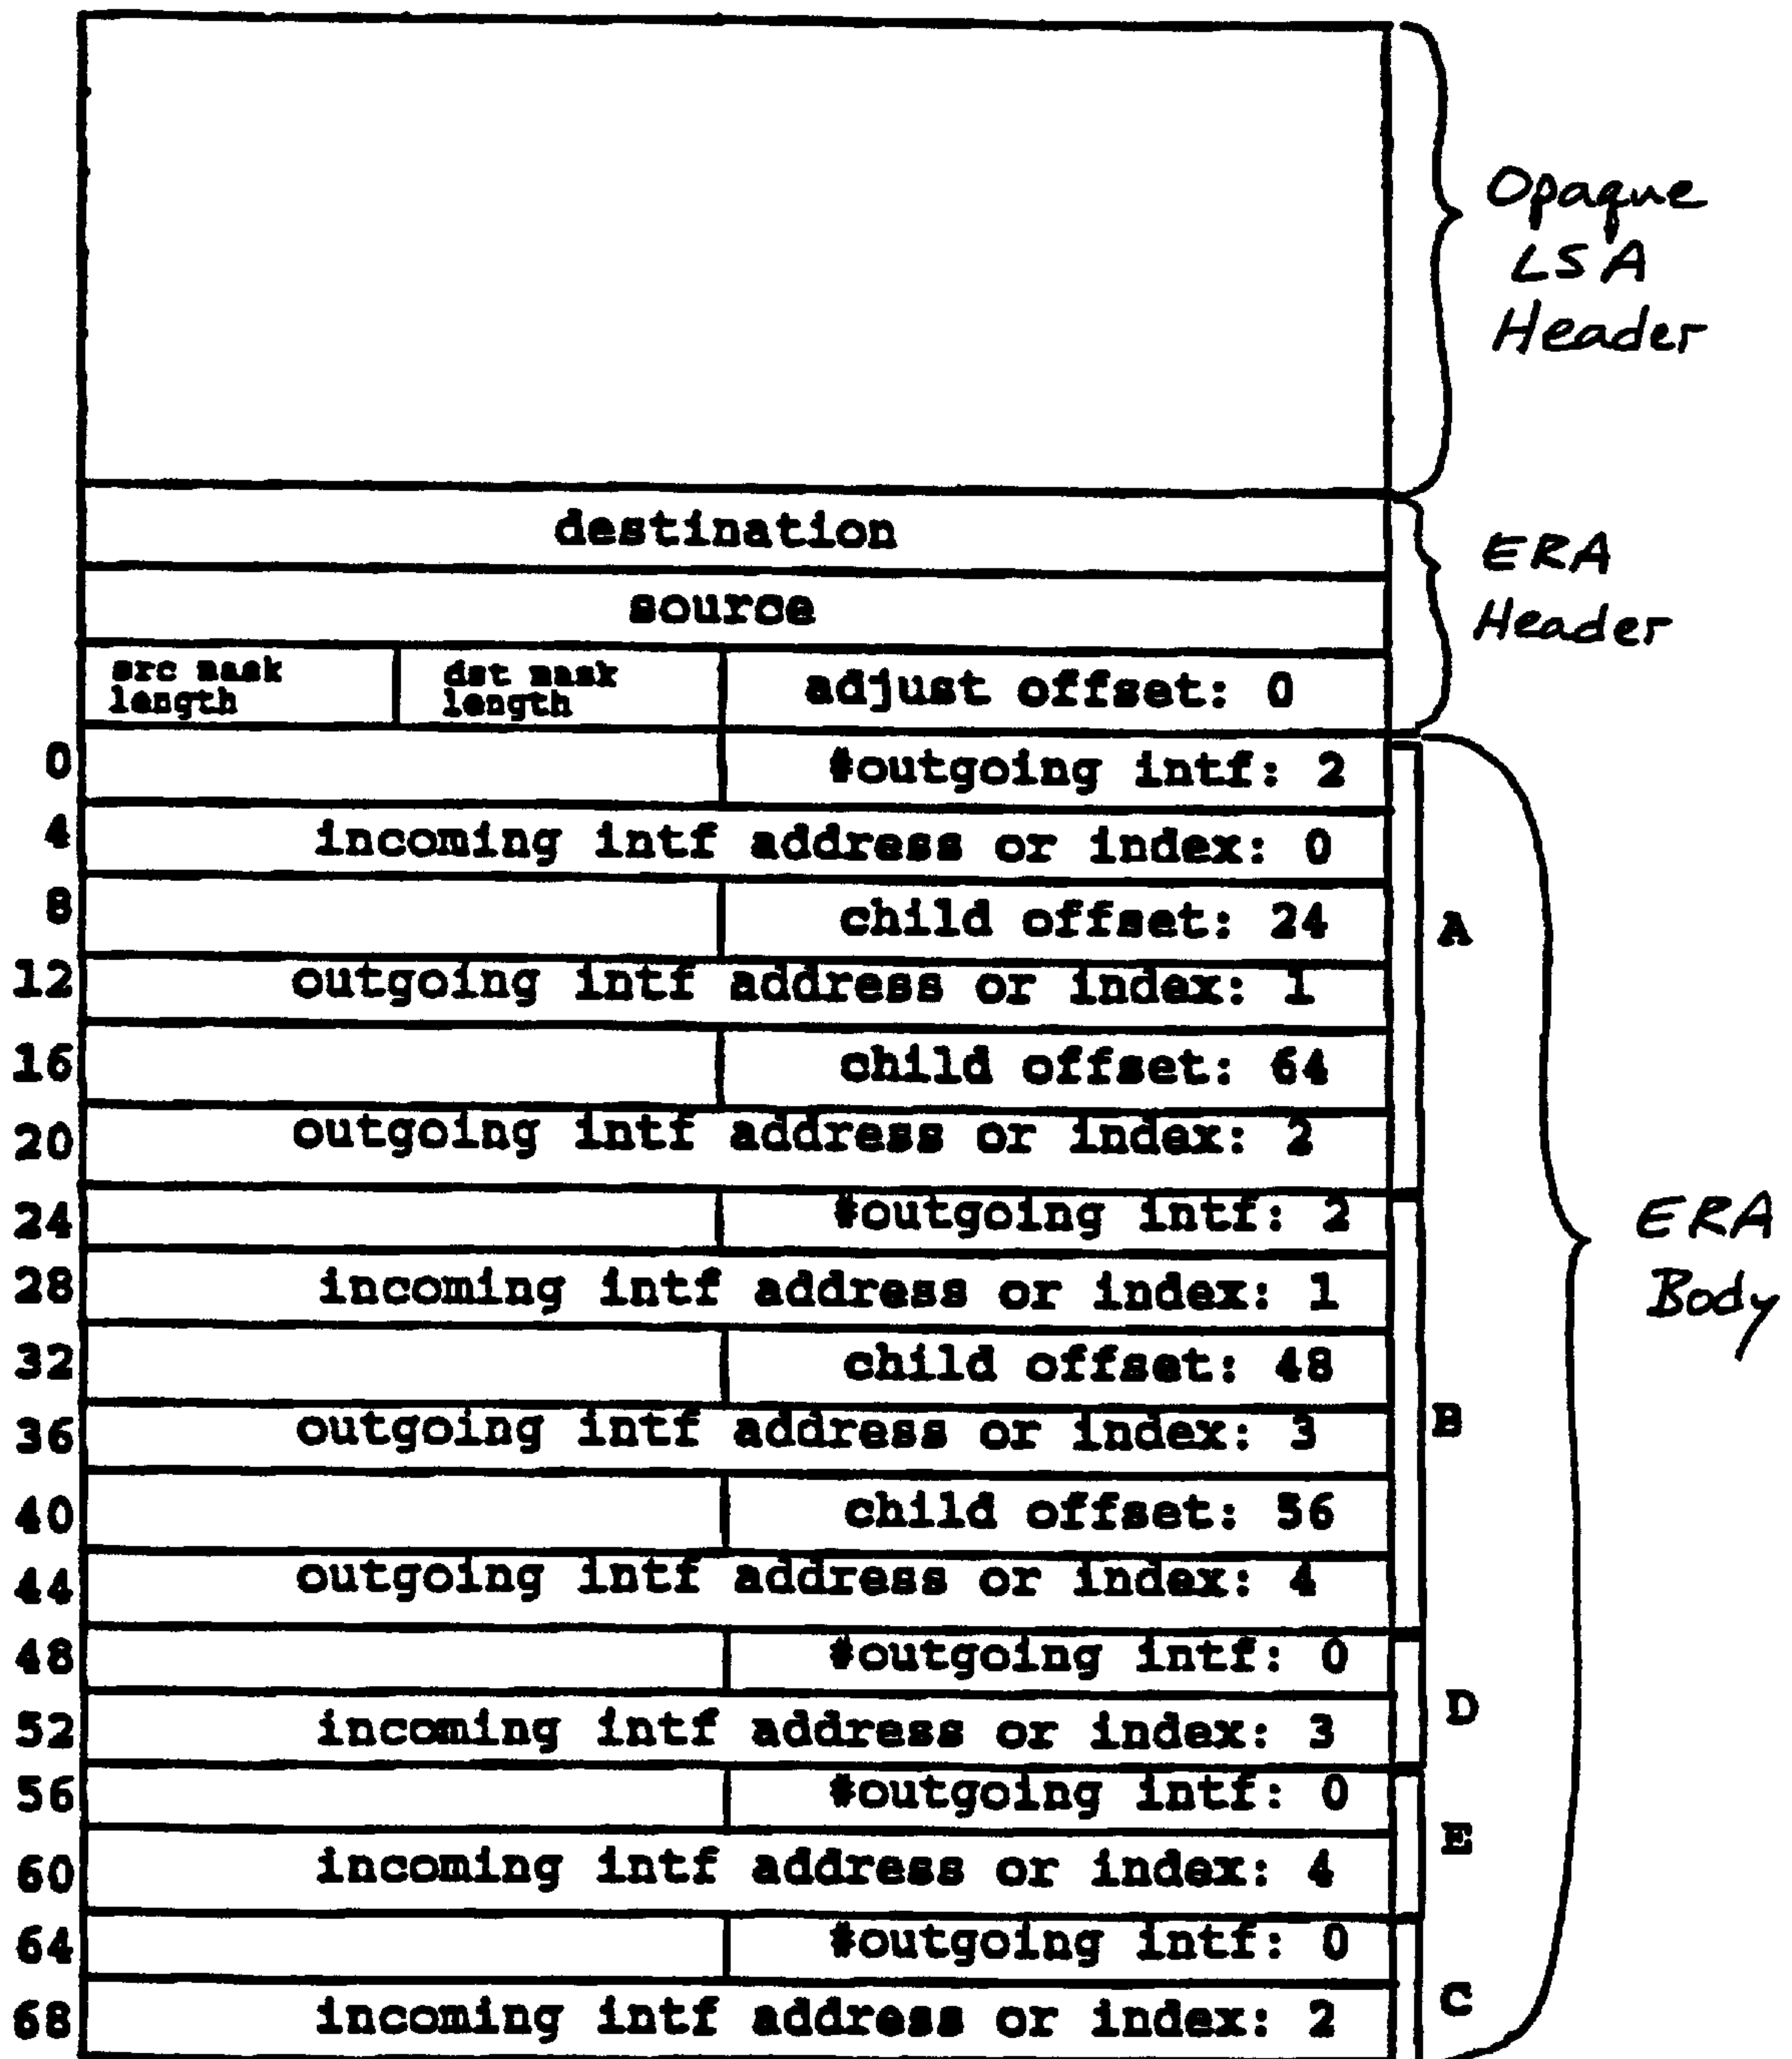 Opaque
LSA
Header
destination
ERA
Header
source
src mask
length
dst mask
length
adjust offset: 0
0
#outgoing intf: 2
4
incoming intf address or index: 0
8
child offset: 24
A
12
outgoing intf address or index: 1
16
child offset: 64
20
outgoing intf address or index: 2
24
#outgoing intf: 2
ERA
Body
28
incoming intf address or index: 1
32
child offset: 48
36
outgoing intf address or index: 3
B
40
child offset: 56
44
outgoing intf address or index: 4
48
#outgoing intf: 0
D
52
incoming intf address or index: 3
56
#outgoing intf: 0
E
60
incoming intf address or index: 4
64
#outgoing intf: 0
C
68
incoming intf address or index: 2